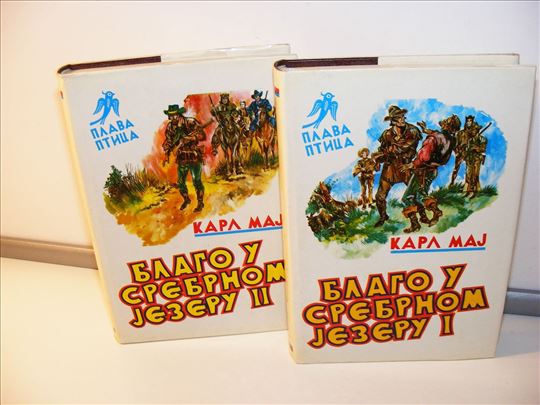 ПЛАВА
ПТИЦА
КАРЛ МАЈ
БЛАГО У
СРЕБРНОМ
ЈЕЗЕРУ II
ПЛАВА
ПТИЦА
КАРЛ МАЈ
БЛАГО У
СРЕБРНОМ
ЈЕЗЕРУ I